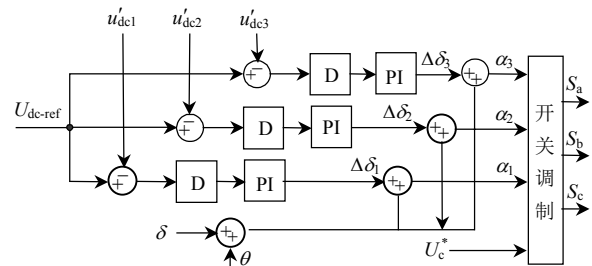 u′dc1 u′dc2 u′dc3
+ − D PI Δδ3 + + α3
Udc-ref
+ − D PI Δδ2 + + α2
+ − D PI Δδ1 + + α1
δ + + θ
Uc*
开关调制
Sa
Sb
Sc